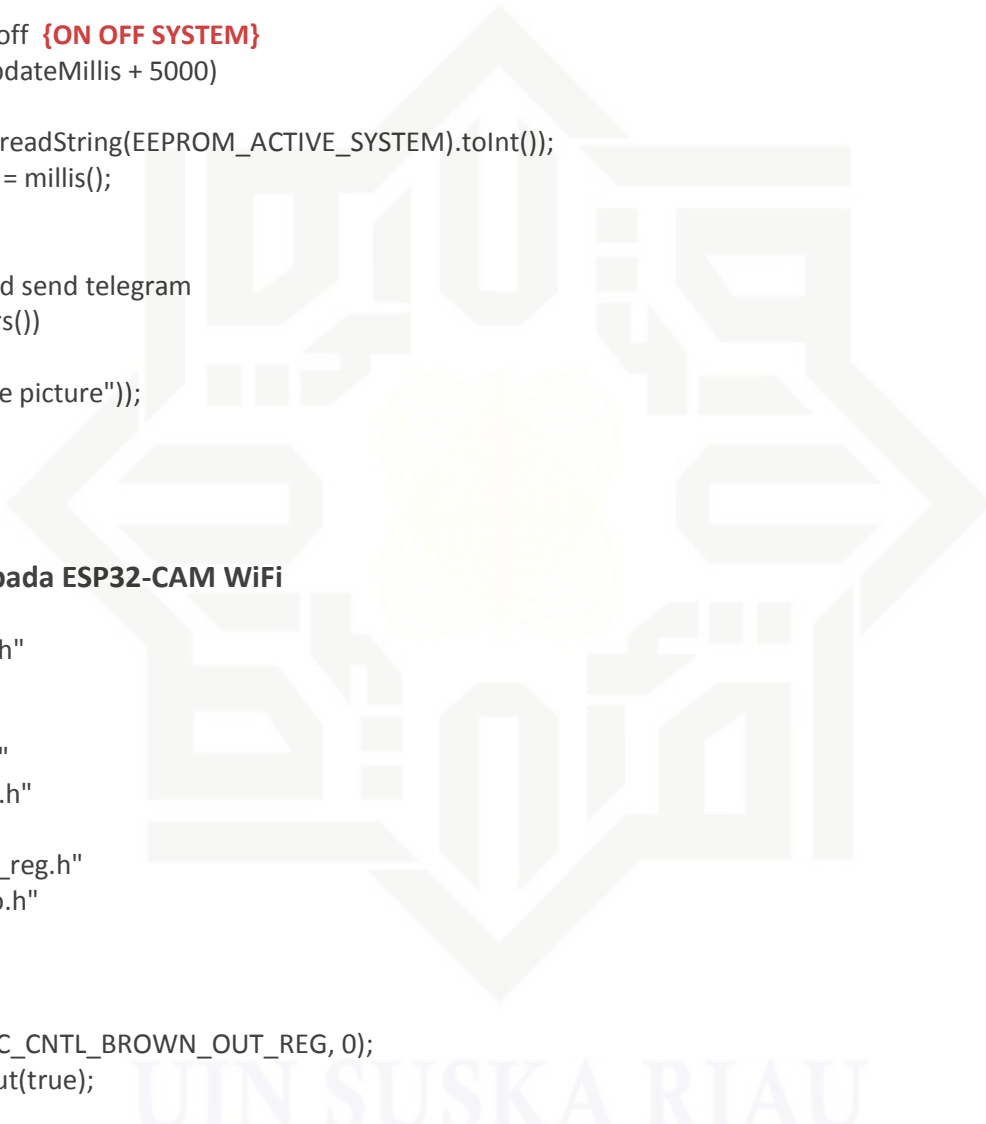 off {ON OFF SYSTEM}
pdateMillis + 5000)
readString(EEPROM_ACTIVE_SYSTEM).toInt());
= millis();
d send telegram
rs())
e picture"));
pada ESP32-CAM WiFi
h"
"
.h"
_reg.h"
o.h"
C_CNTL_BROWN_OUT_REG, 0);
ut(true);
UIN SUSKA RIAU